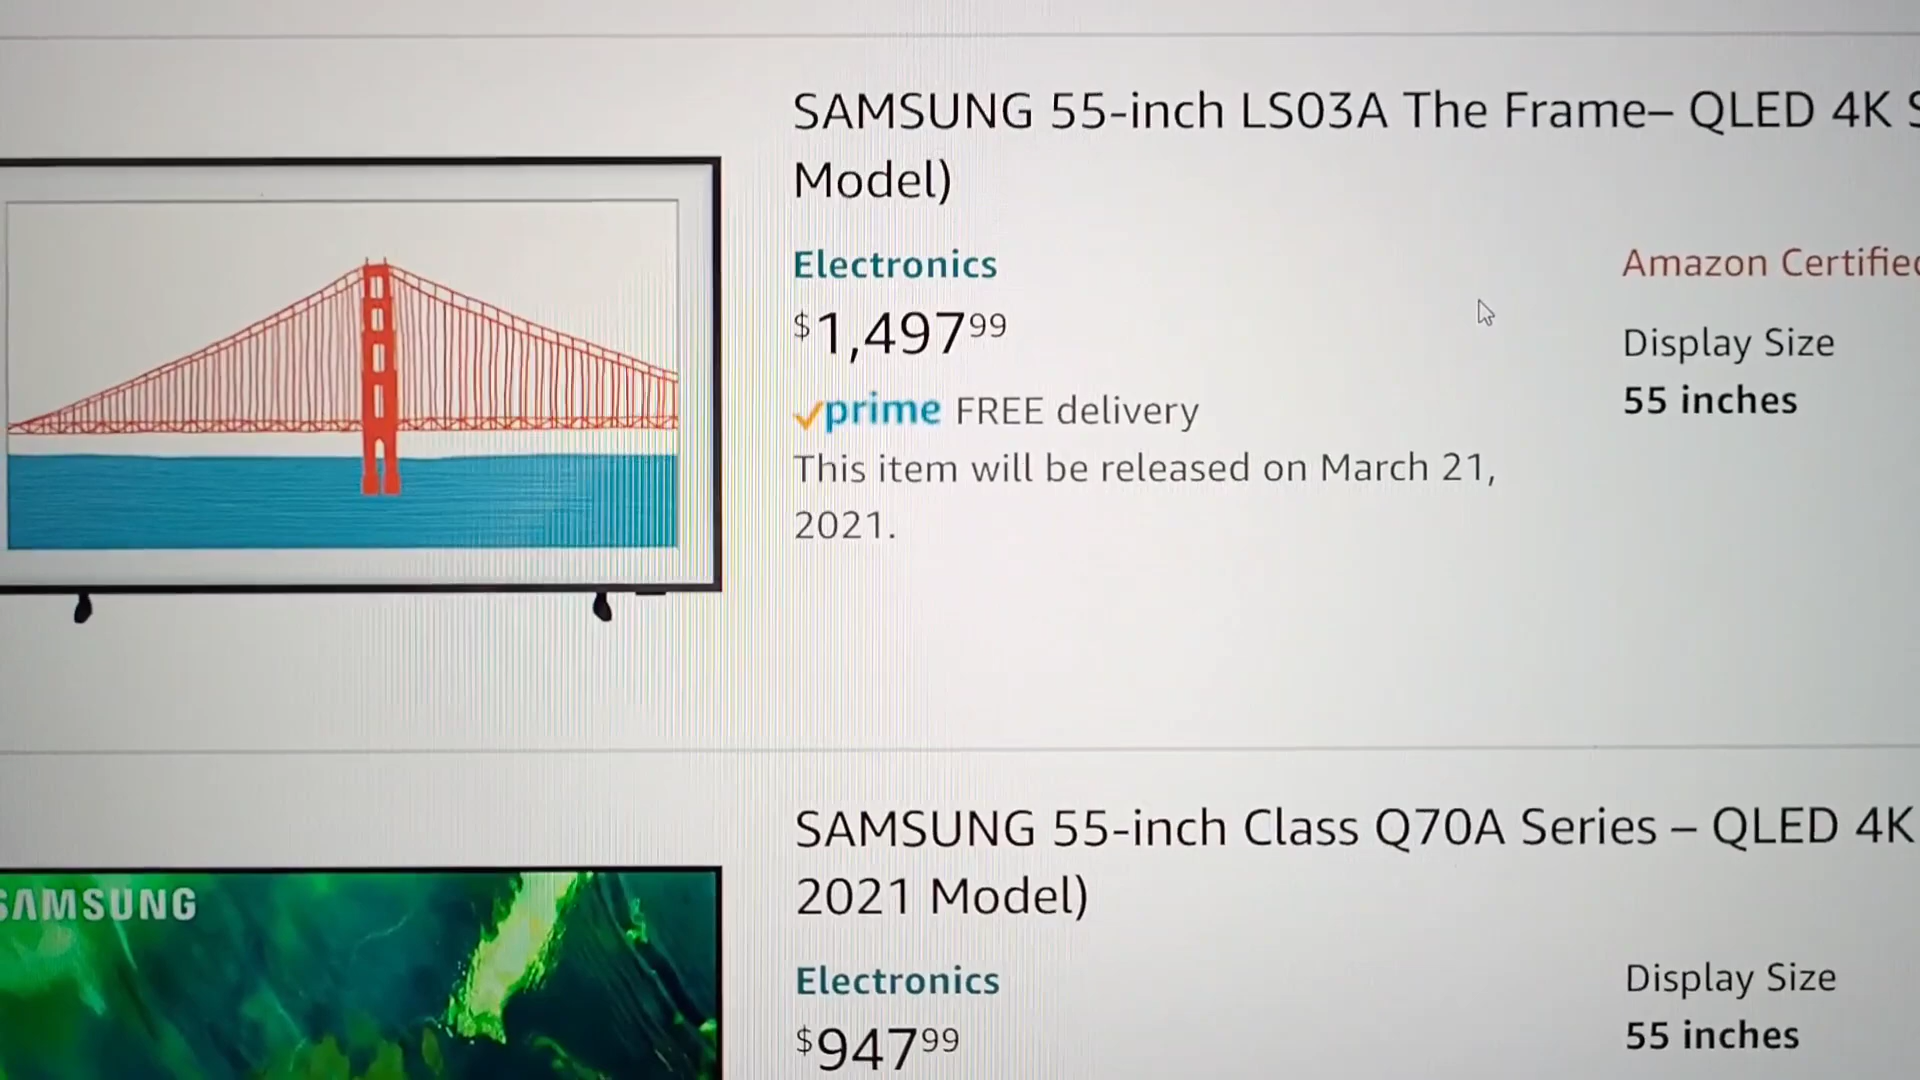 SAMSUNG 55-inch LS03A The Frame– QLED 4K
Model)
Electronics
Amazon Certified
$1,49799
Display Size
prime FREE delivery
55 inches
This item will be released on March 21,
2021.
SAMSUNG 55-inch Class Q70A Series – QLED 4K
2021 Model)
SAMSUNG
Electronics
Display Size
$94799
55 inches